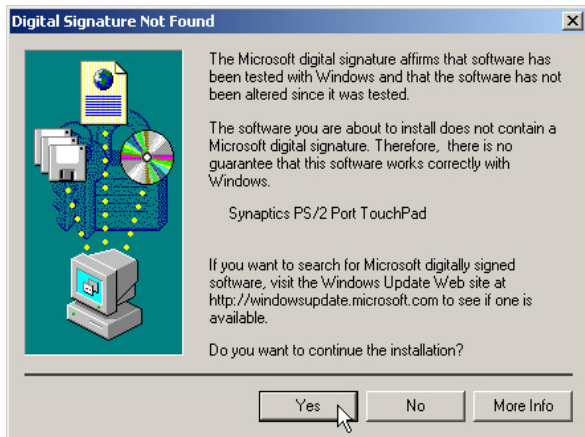 Digital Signature Not Found
The Microsoft digital signature affirms that software has
been tested with Windows and that the software has not
been altered since it was tested.
The software you are about to install does not contain a
Microsoft digital signature. Therefore, there is no
guarantee that this software works correctly with
Windows.
Synaptics PS/2 Port TouchPad
If you want to search for Microsoft digitally signed
software, visit the Windows Update Web site at
http://windowsupdate.microsoft.com to see if one is
available.
Do you want to continue the installation?
Yes
No
More Info